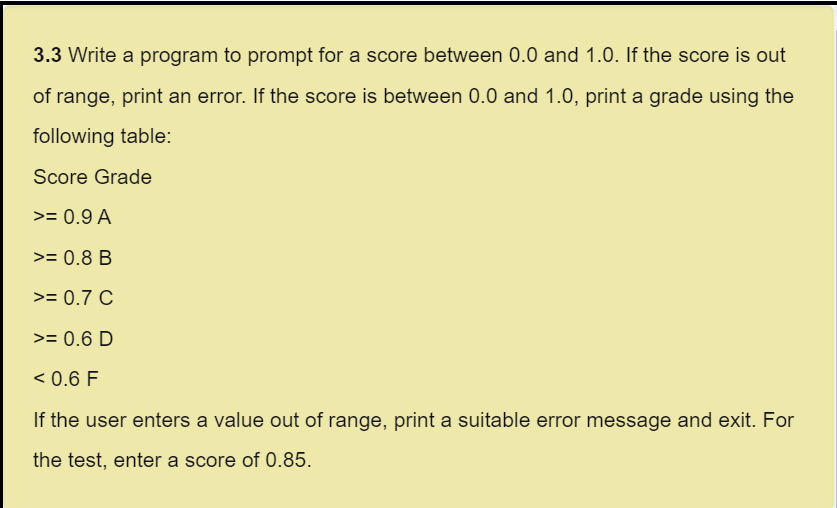 3.3 Write a program to prompt for a score between 0.0 and 1.0. If the score is out
of range, print an error. If the score is between 0.0 and 1.0, print a grade using the
following table:
Score Grade
>= 0.9 A
>= 0.8 B
>= 0.7 C
>= 0.6 D
< 0.6 F
If the user enters a value out of range, print a suitable error message and exit. For
the test, enter a score of 0.85.